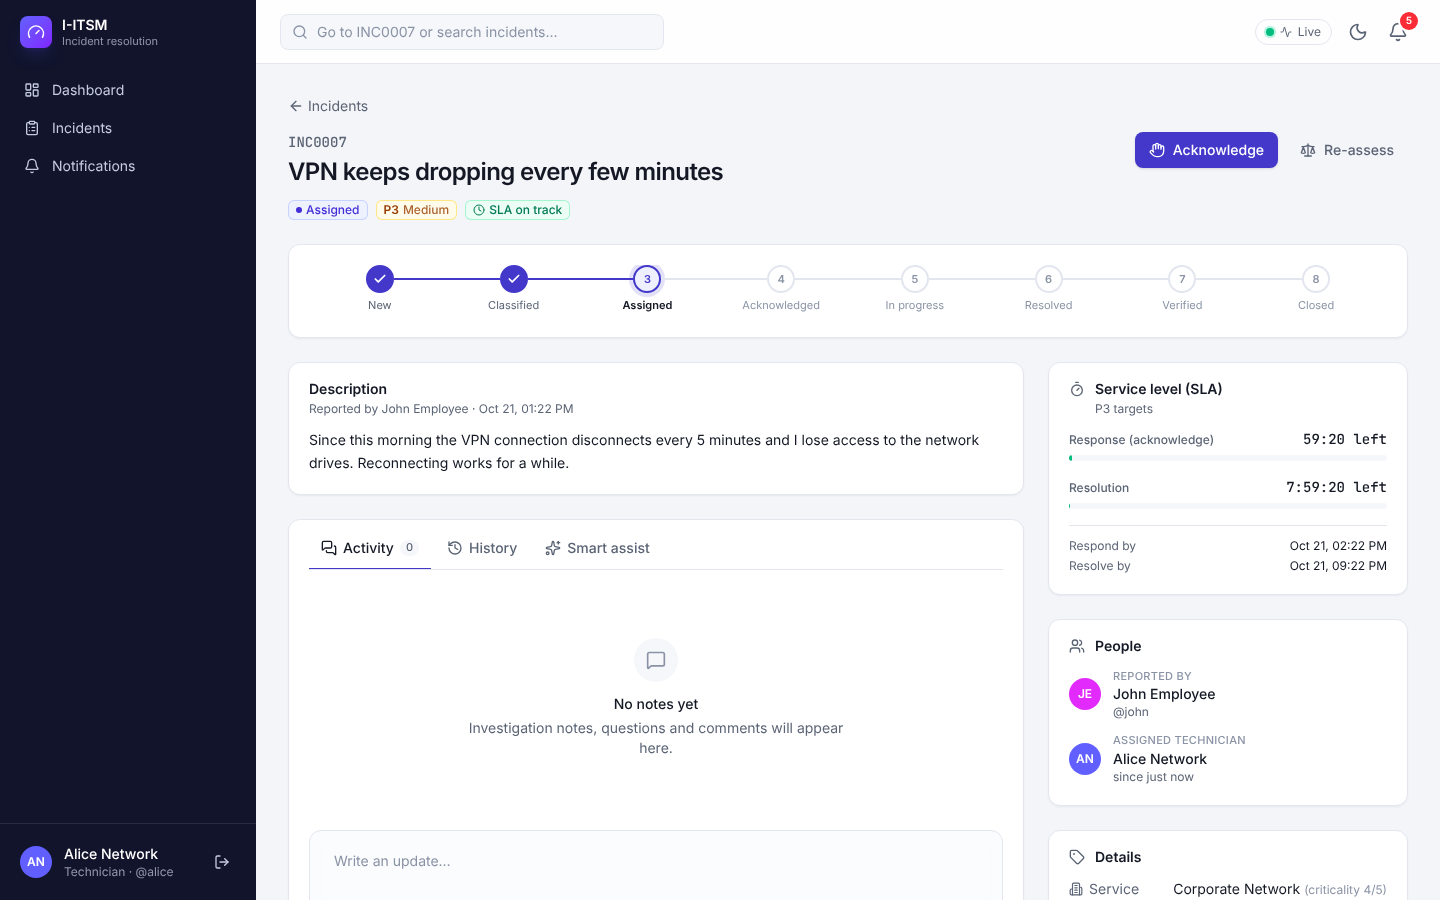 I-ITSM
Incident resolution
Dashboard
Incidents
Notifications
AN
Alice Network
Technician · @alice
Go to INC0007 or search incidents...
Live
5
Incidents
INC0007
VPN keeps dropping every few minutes
Assigned
P3 Medium
SLA on track
Acknowledge
Re-assess
New
Classified
3
Assigned
4
Acknowledged
5
In progress
6
Resolved
7
Verified
8
Closed
Description
Reported by John Employee · Oct 21, 01:22 PM
Since this morning the VPN connection disconnects every 5 minutes and I lose access to the network
drives. Reconnecting works for a while.
Activity 0
History
Smart assist
No notes yet
Investigation notes, questions and comments will appear
here.
Write an update...
Service level (SLA)
P3 targets
Response (acknowledge) 59:20 left
Resolution 7:59:20 left
Respond by Oct 21, 02:22 PM
Resolve by Oct 21, 09:22 PM
People
JE
REPORTED BY
John Employee
@john
AN
ASSIGNED TECHNICIAN
Alice Network
since just now
Details
Service Corporate Network (criticality 4/5)